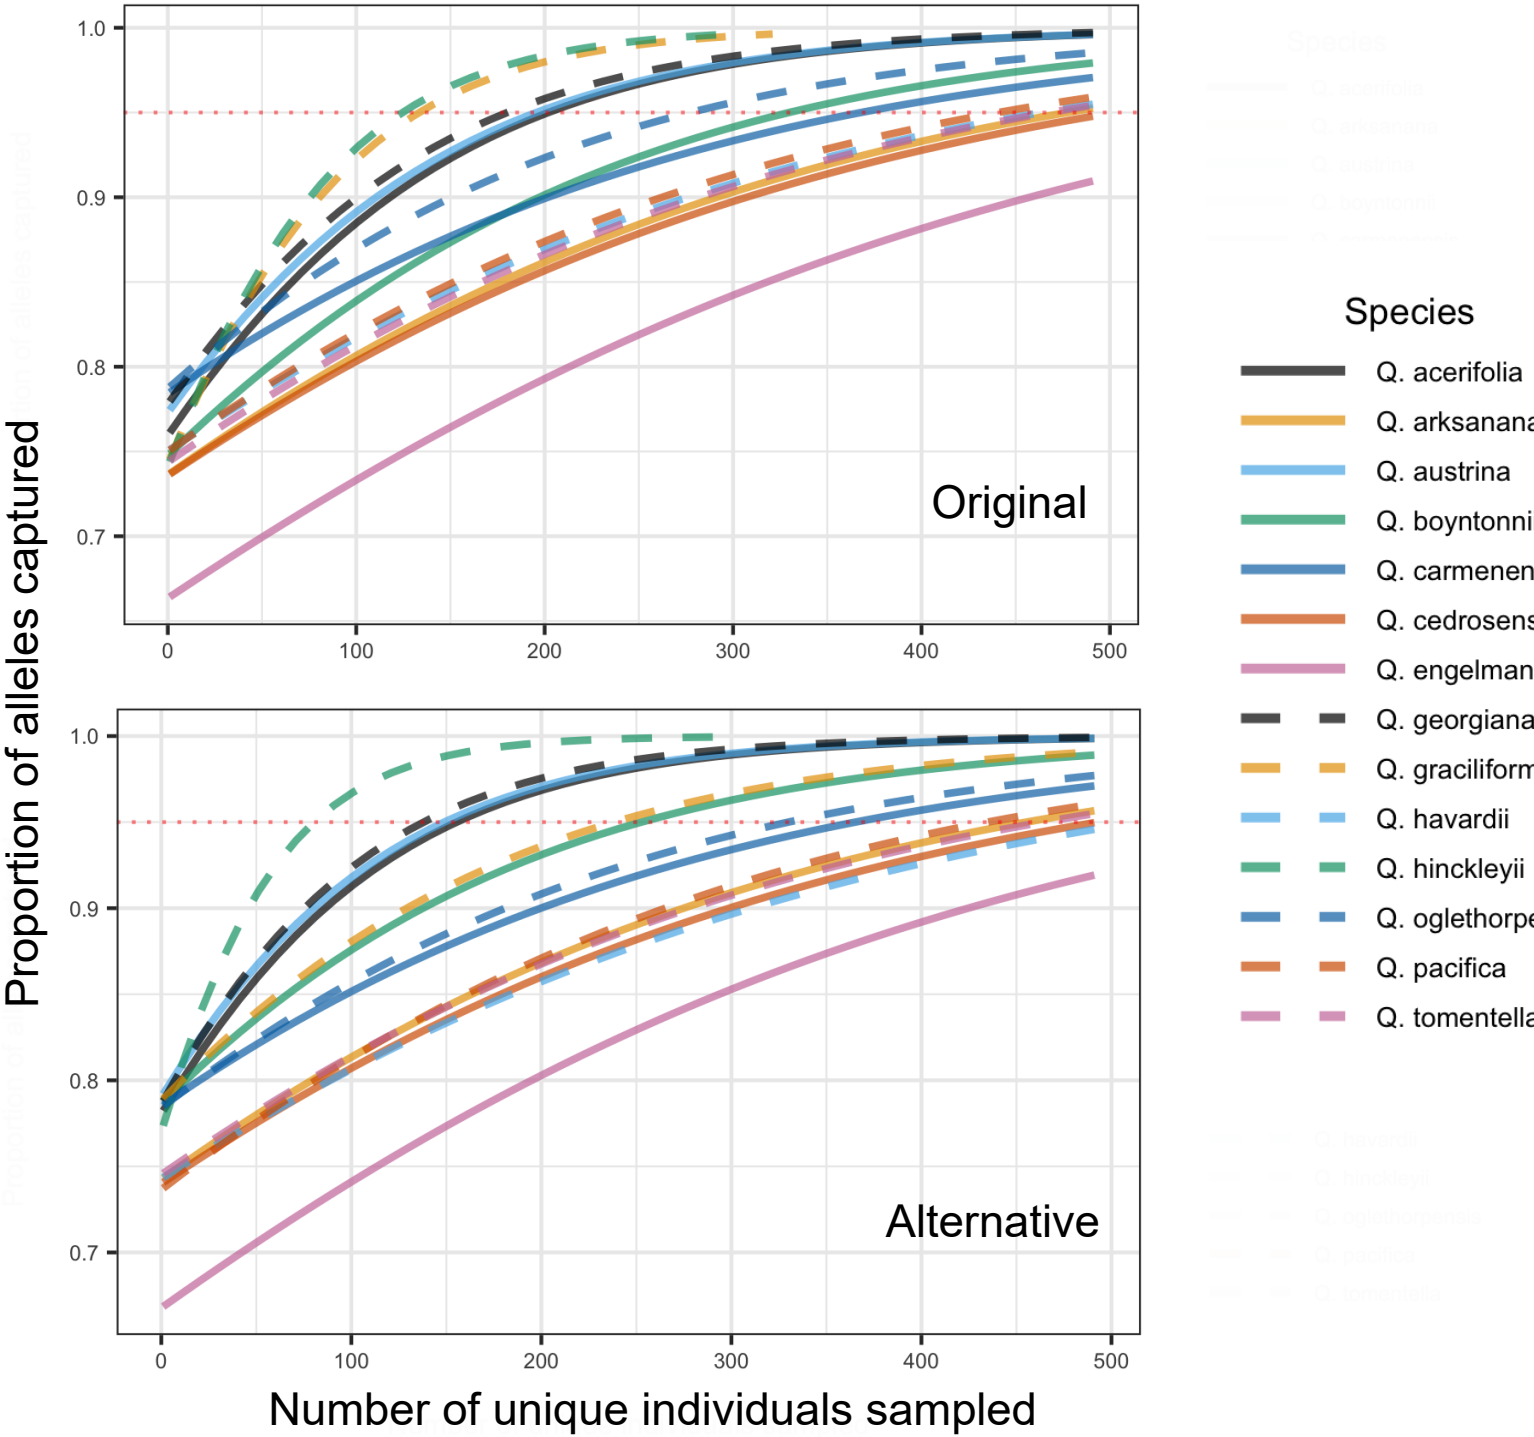 Proportion of alleles captured
1.0
0.9
0.8
0.7
Original
0
100
200
300
400
500
1.0
0.9
0.8
0.7
Alternative
0
100
200
300
400
500
Number of unique individuals sampled
Species
Q. acerifolia
Q. arksanana
Q. austrina
Q. boyntonnii
Q. carmenen
Q. cedrosens
Q. engelman
Q. georgiana
Q. graciliform
Q. havardii
Q. hinckleyii
Q. oglethorpe
Q. pacifica
Q. tomentella